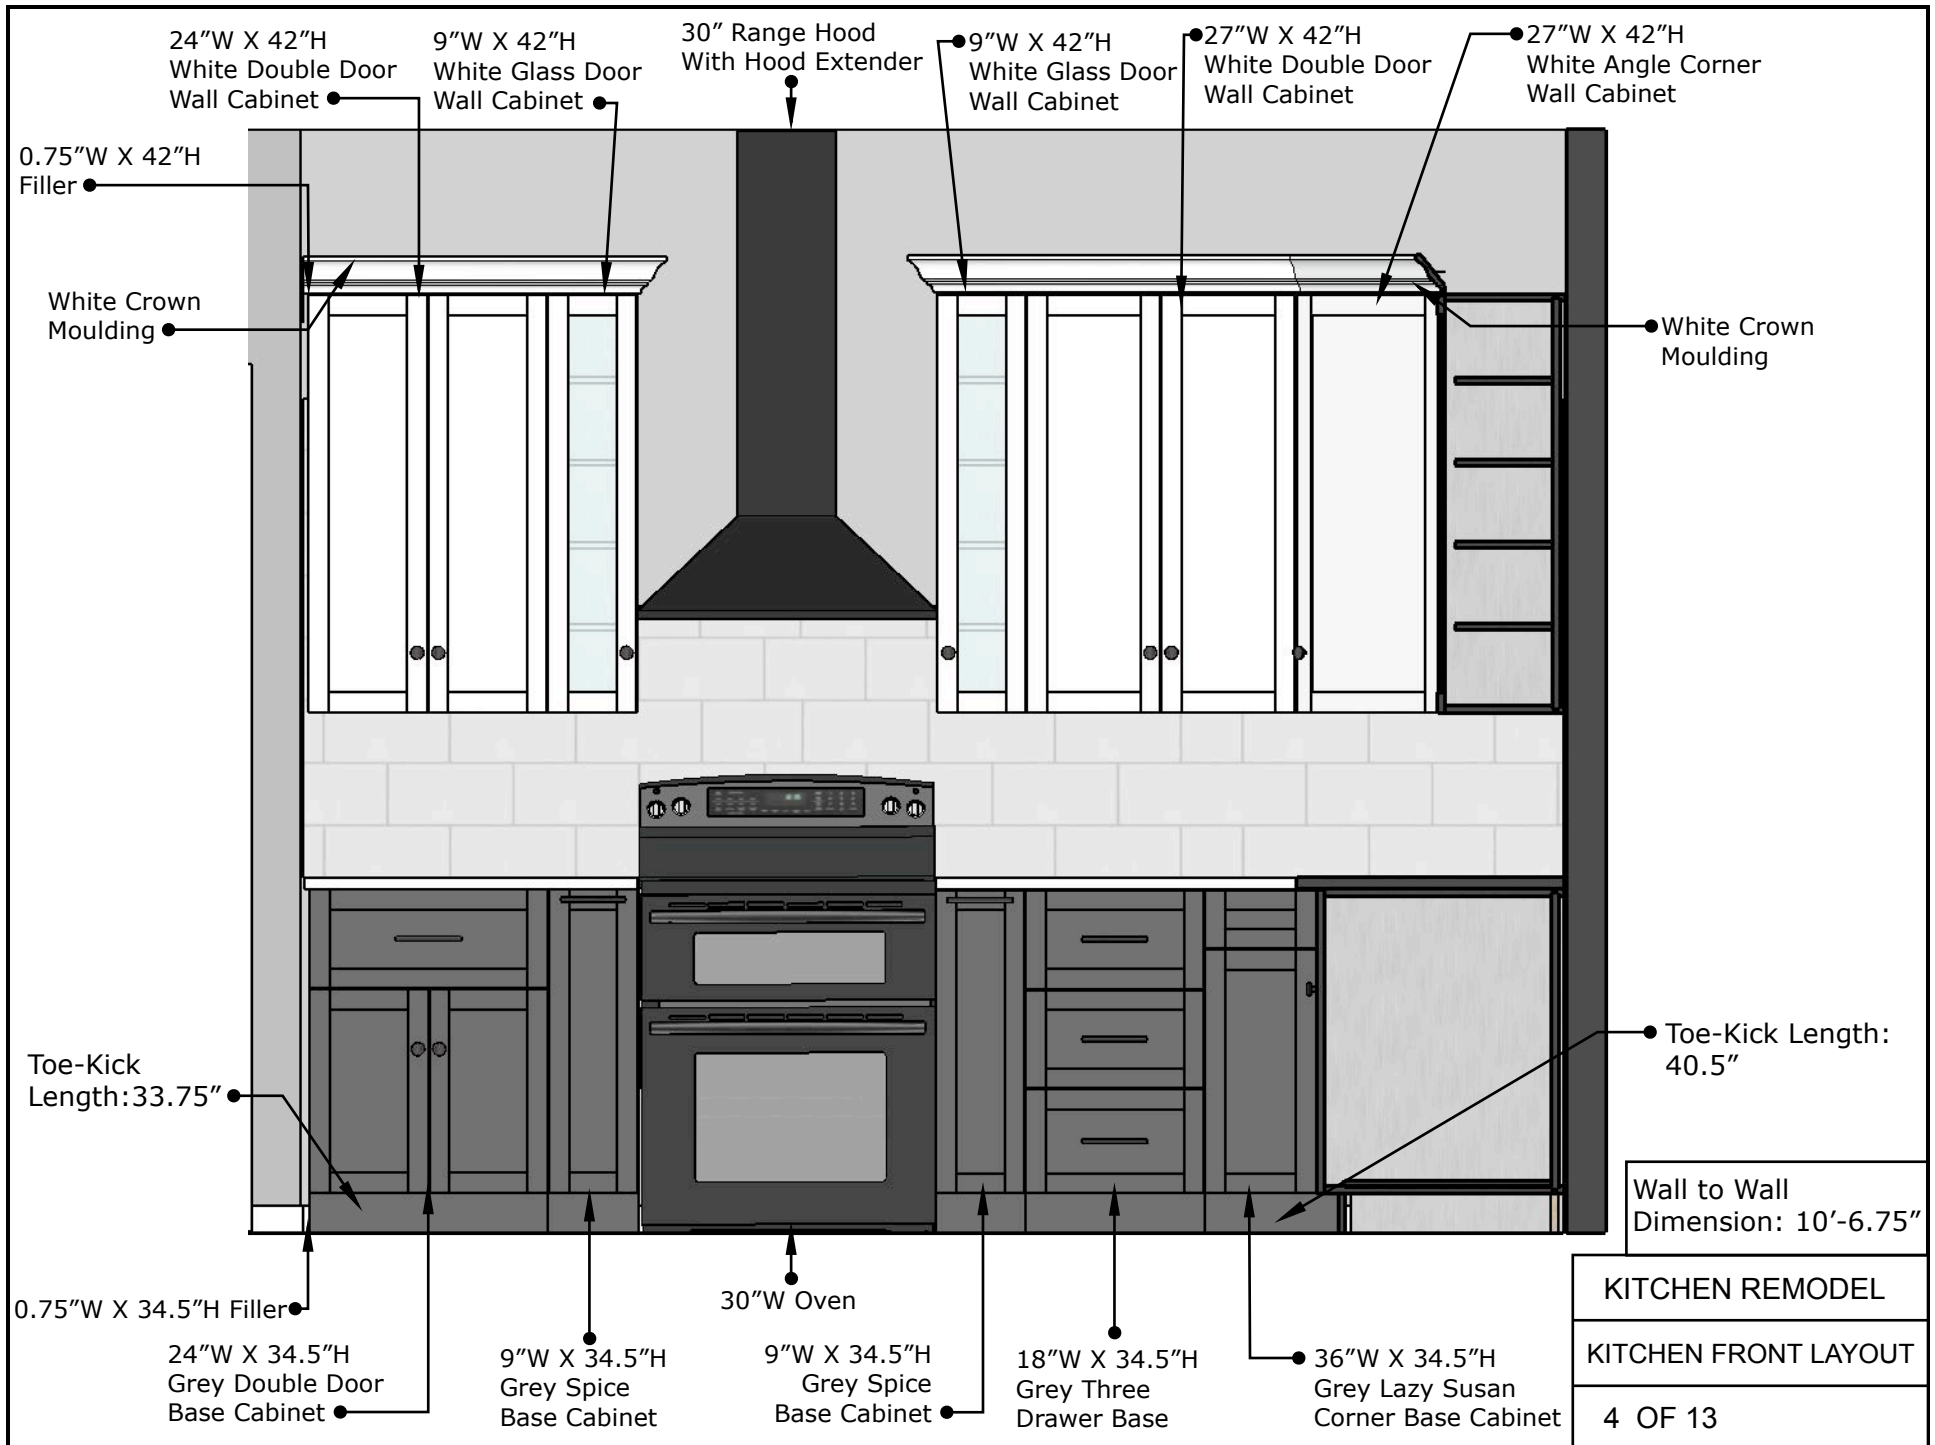 24”W X 42”H
White Double Door
Wall Cabinet
9”W X 42”H
White Glass Door
Wall Cabinet
30” Range Hood
With Hood Extender
9”W X 42”H
White Glass Door
Wall Cabinet
27”W X 42”H
White Double Door
Wall Cabinet
27”W X 42”H
White Angle Corner
Wall Cabinet
0.75”W X 42”H
Filler
White Crown
Moulding
White Crown
Moulding
Toe-Kick
Length:33.75”
Toe-Kick Length:
40.5”
Wall to Wall
Dimension: 10’-6.75”
0.75”W X 34.5”H Filler
24”W X 34.5”H
Grey Double Door
Base Cabinet
9”W X 34.5”H
Grey Spice
Base Cabinet
30”W Oven
9”W X 34.5”H
Grey Spice
Base Cabinet
18”W X 34.5”H
Grey Three
Drawer Base
36”W X 34.5”H
Grey Lazy Susan
Corner Base Cabinet
KITCHEN REMODEL
KITCHEN FRONT LAYOUT
4 OF 13